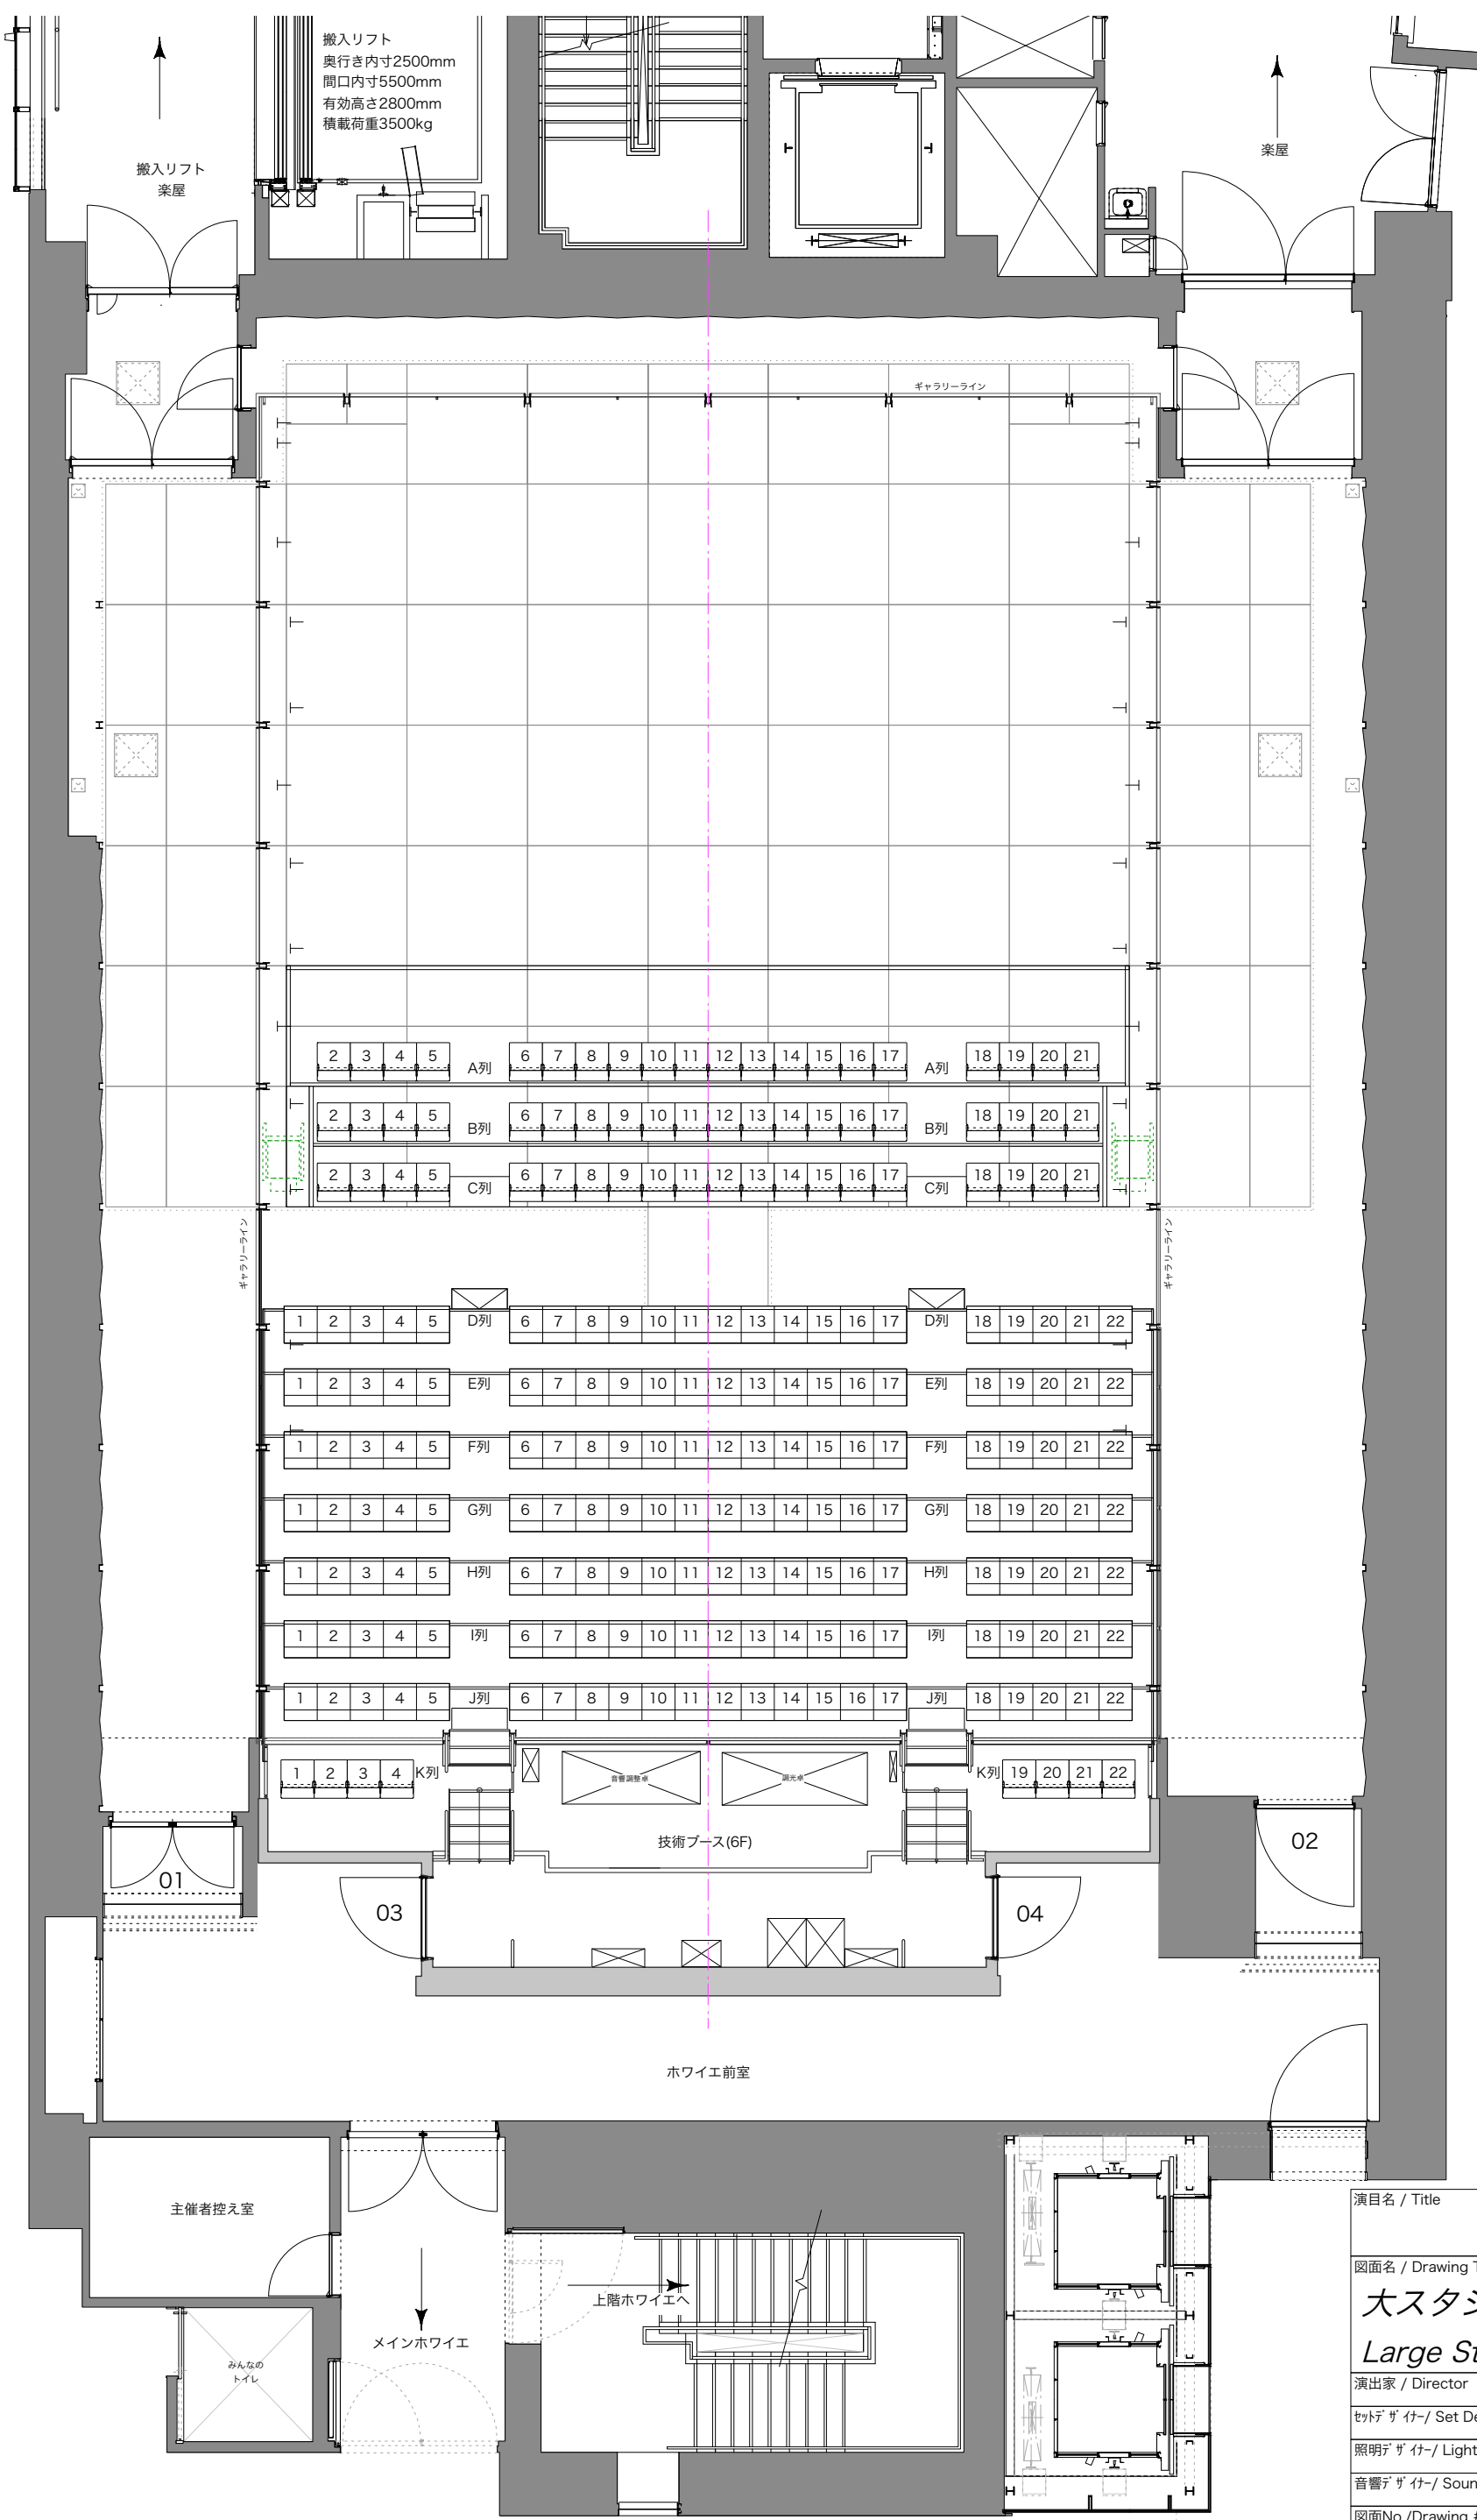 搬入リフト
奥行き内寸2500mm
間口内寸5500mm
有効高さ2800mm
積載荷重3500kg
搬入リフト
楽屋
楽屋
ギャラリーライン
2 3 4 5 A列 6 7 8 9 10 11 12 13 14 15 16 17 A列 18 19 20 21
2 3 4 5 B列 6 7 8 9 10 11 12 13 14 15 16 17 B列 18 19 20 21
2 3 4 5 C列 6 7 8 9 10 11 12 13 14 15 16 17 C列 18 19 20 21
ギャラリーライン
ギャラリーライン
1 2 3 4 5 D列 6 7 8 9 10 11 12 13 14 15 16 17 D列 18 19 20 21 22
1 2 3 4 5 E列 6 7 8 9 10 11 12 13 14 15 16 17 E列 18 19 20 21 22
1 2 3 4 5 F列 6 7 8 9 10 11 12 13 14 15 16 17 F列 18 19 20 21 22
1 2 3 4 5 G列 6 7 8 9 10 11 12 13 14 15 16 17 G列 18 19 20 21 22
1 2 3 4 5 H列 6 7 8 9 10 11 12 13 14 15 16 17 H列 18 19 20 21 22
1 2 3 4 5 I列 6 7 8 9 10 11 12 13 14 15 16 17 I列 18 19 20 21 22
1 2 3 4 5 J列 6 7 8 9 10 11 12 13 14 15 16 17 J列 18 19 20 21 22
1 2 3 4 K列 音響調整卓 調光卓 K列 19 20 21 22
技術ブース(6F)
01
02
03
04
ホワイエ前室
主催者控え室
上階ホワイエへ
メインホワイエ
みんなの
トイレ
演目名 / Title
図面名 / Drawing
大スタ
Large
演出家 / Director
ｾｯﾄﾃﾞｻﾞｲﾅｰ/ Set
照明ﾃﾞｻﾞｲﾅｰ/ Light
音響ﾃﾞｻﾞｲﾅｰ/ Soun
図面No./Drawing